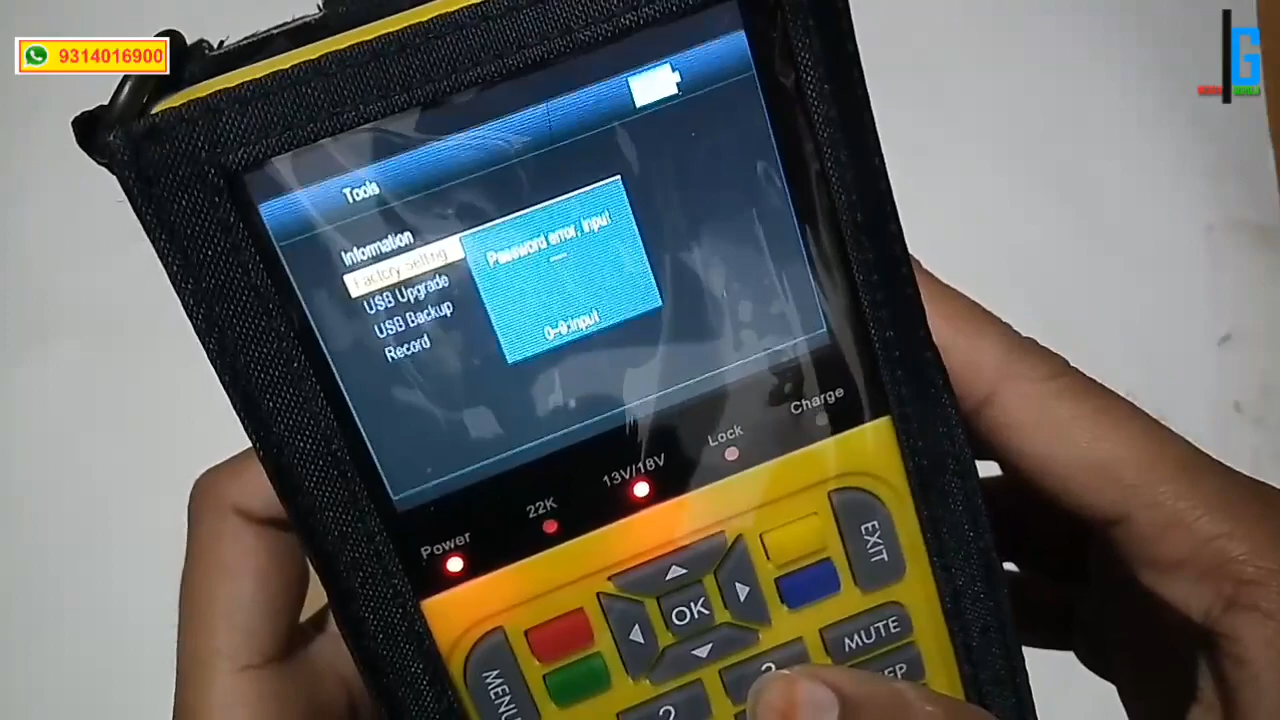 9314016900
G
Tools
Information
Factory Setting
USB Upgrade
USB Backup
Record
Password error, input
0-9:input
Charge
Lock
13V/18V
22K
Power
EXIT
OK
MUTE
MENU
2